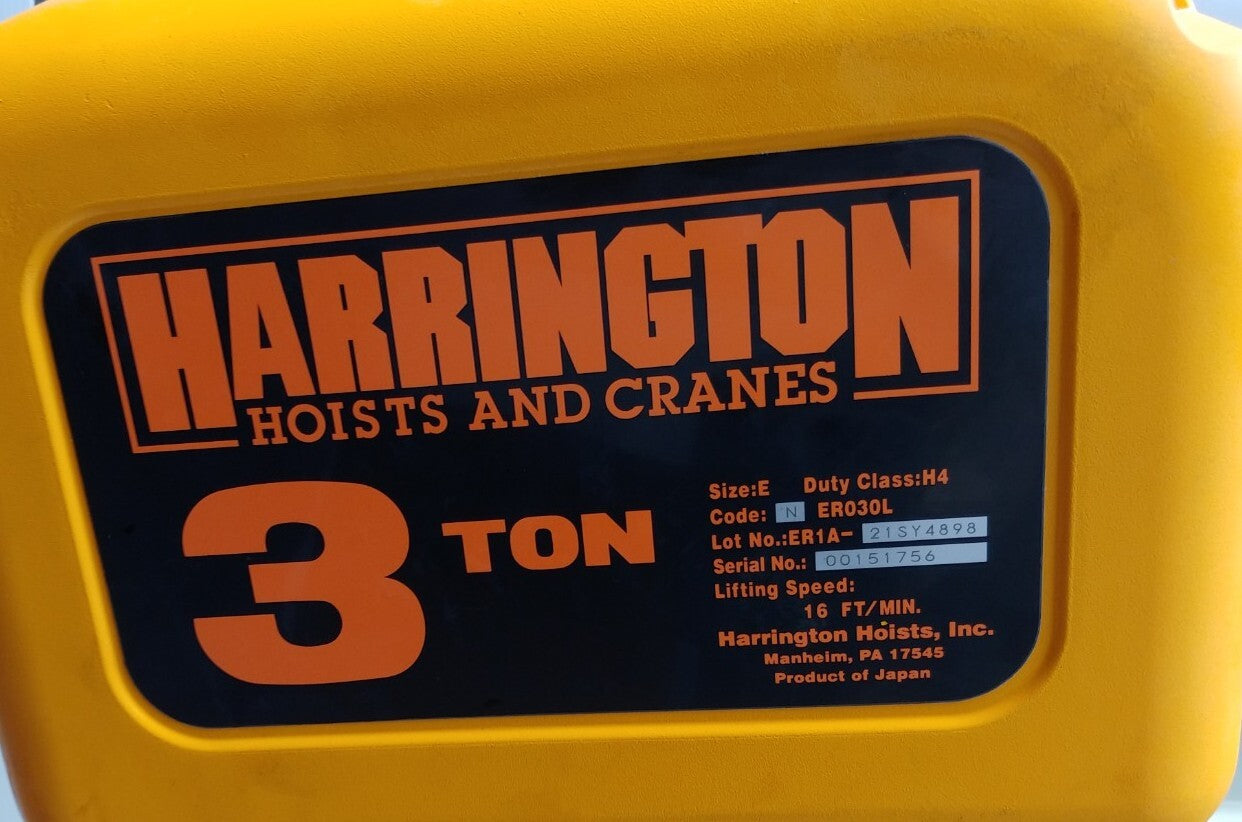 HARRINGTON
HOISTS AND CRANES
3 TON
Size:E Duty Class:H4
Code: N ER030L
Lot No.:ER1A- 21SY4898
Serial No.: 00151756
Lifting Speed:
16 FT/MIN.
Harrington Hoists, Inc.
Manheim, PA 17545
Product of Japan